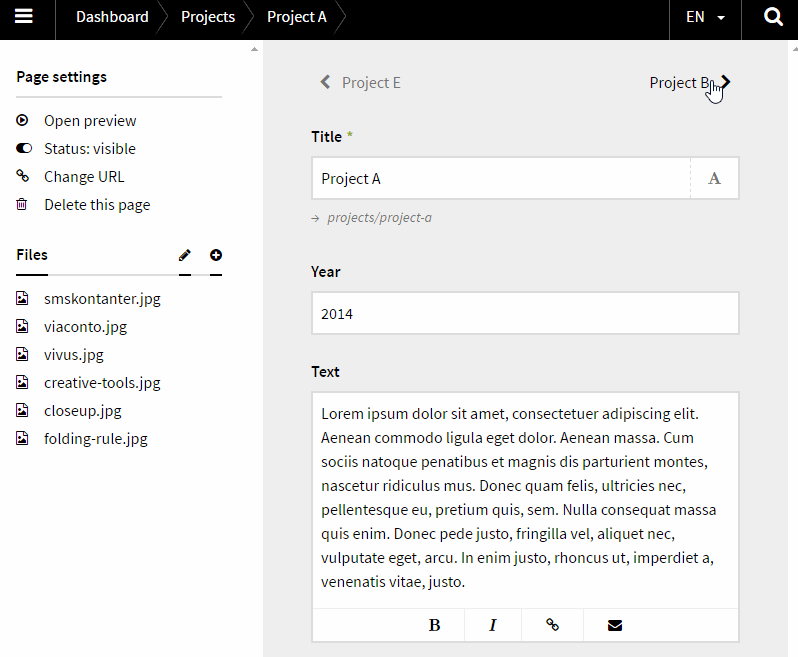 Dashboard Projects Project A EN
Page settings
Open preview
Status: visible
Change URL
Delete this page
Files
smskontanter.jpg
viaconto.jpg
vivus.jpg
creative-tools.jpg
closeup.jpg
folding-rule.jpg
Project E Project B
Title *
Project A A
→ projects/project-a
Year
2014
Text
Lorem ipsum dolor sit amet, consectetuer adipiscing elit.
Aenean commodo ligula eget dolor. Aenean massa. Cum
sociis natoque penatibus et magnis dis parturient montes,
nascetur ridiculus mus. Donec quam felis, ultricies nec,
pellentesque eu, pretium quis, sem. Nulla consequat massa
quis enim. Donec pede justo, fringilla vel, aliquet nec,
vulputate eget, arcu. In enim justo, rhoncus ut, imperdiet a,
venenatis vitae, justo.
B I